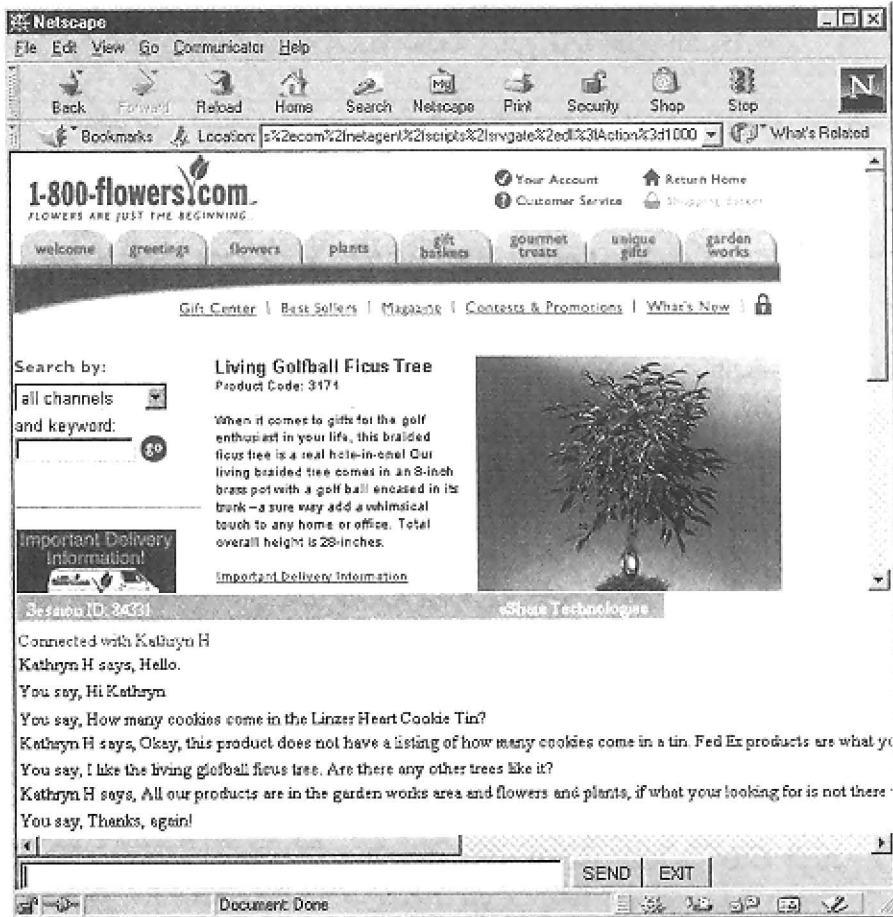 Netscape
File Edit View Go Communicator Help
Back Forward Reload Home Search Netscape Print Security Shop Stop
Bookmarks Location: s%2ecom%2fnetagent%2fscripts%2fsrvgate%2edll%3fAction%3d1000 What's Related
1-800-flowers.com
FLOWERS ARE JUST THE BEGINNING.
Your Account Return Home
Customer Service Shopping Basket
welcome greetings flowers plants gift baskets gourmet treats unique gifts garden works
Gift Center | Best Sellers | Magazine | Contests & Promotions | What's New |
Search by:
all channels
and keyword:
go
Important Delivery
Information!
Living Golfball Ficus Tree
Product Code: 3171
When it comes to gifts for the golf
enthusiast in your life, this braided
ficus tree is a real hole-in-one! Our
living braided tree comes in an 8-inch
brass pot with a golf ball encased in its
trunk – a sure way add a whimsical
touch to any home or office. Total
overall height is 28-inches.
Important Delivery Information
Session ID: 84331 eShare Technologies
Connected with Kathryn H
Kathryn H says, Hello.
You say, Hi Kathryn
You say, How many cookies come in the Linzer Heart Cookie Tin?
Kathryn H says, Okay, this product does not have a listing of how many cookies come in a tin. Fed Ex products are what yo
You say, I like the living glofball ficus tree. Are there any other trees like it?
Kathryn H says, All our products are in the garden works area and flowers and plants, if what your looking for is not there
You say, Thanks, again!
SEND EXIT
Document: Done